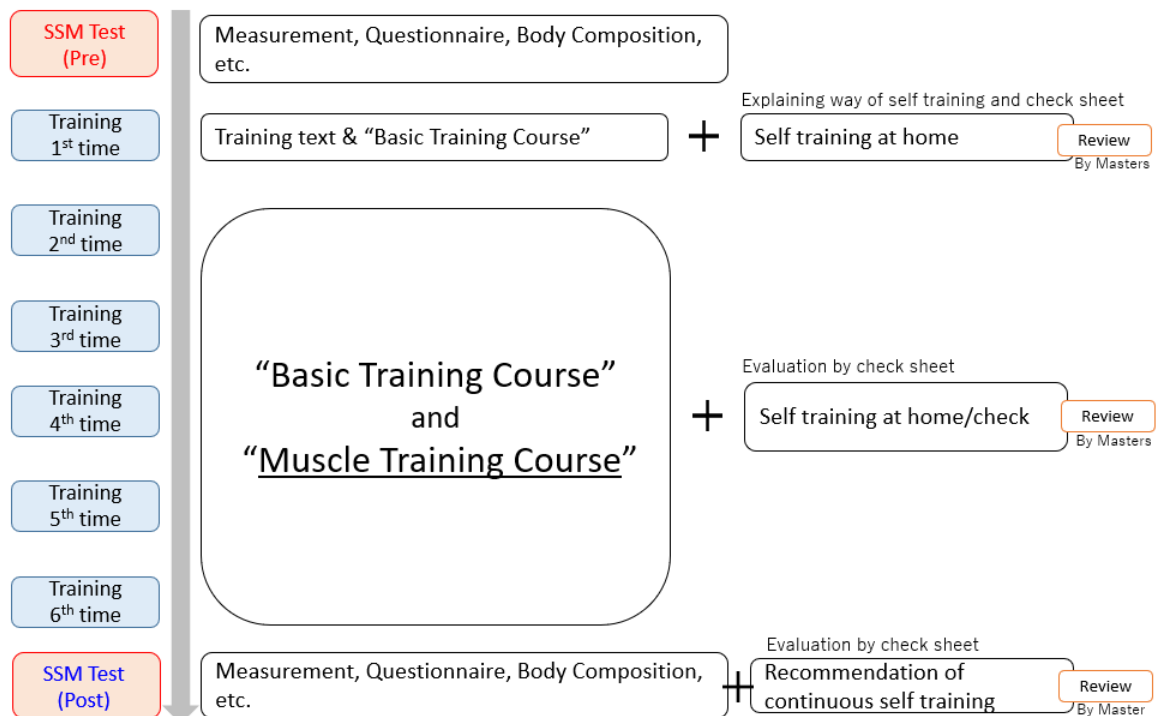 SSM Test
(Pre)
Measurement, Questionnaire, Body Composition,
etc.
Training
1st time
Training text & “Basic Training Course”
+
Explaining way of self training and check sheet
Self training at home
Review
By Masters
Training
2nd time
Training
3rd time
Training
4th time
Training
5th time
Training
6th time
“Basic Training Course”
and
“Muscle Training Course”
+
Evaluation by check sheet
Self training at home/check
Review
By Masters
SSM Test
(Post)
Measurement, Questionnaire, Body Composition,
etc.
+
Evaluation by check sheet
Recommendation of
continuous self training
Review
By Master